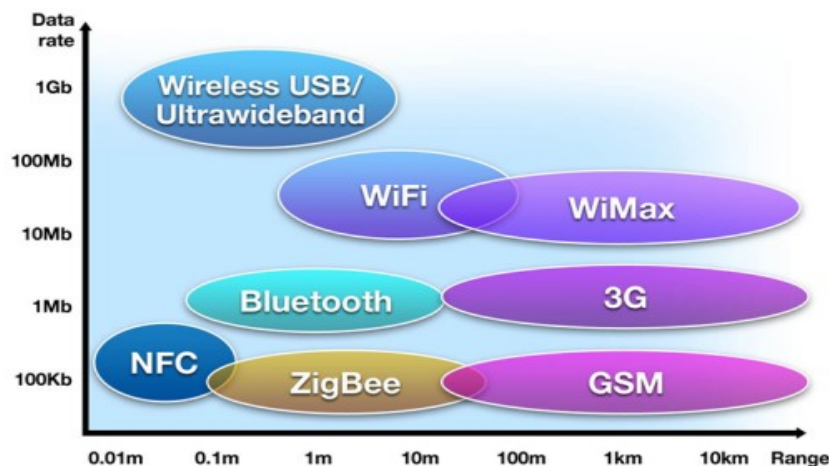 Data
rate
1Gb
Wireless USB/
Ultrawideband
100Mb
WiFi
WiMax
10Mb
Bluetooth
3G
1Mb
NFC
ZigBee
GSM
100Kb
0.01m 0.1m 1m 10m 100m 1km 10km Range